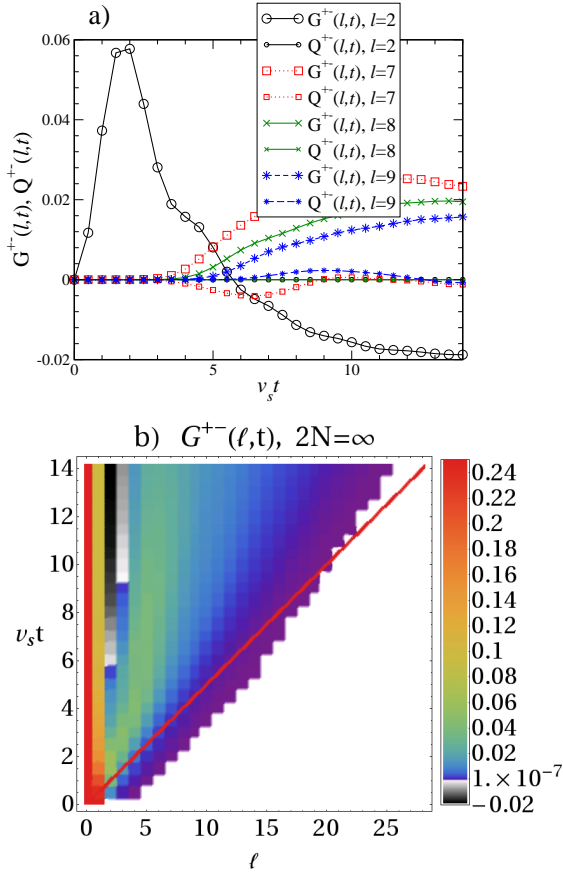 a)
G⁺⁻(l,t), l=2
Q⁺⁻(l,t), l=2
G⁺⁻(l,t), l=7
Q⁺⁻(l,t), l=7
G⁺⁻(l,t), l=8
Q⁺⁻(l,t), l=8
G⁺⁻(l,t), l=9
Q⁺⁻(l,t), l=9
G⁺⁻(l,t), Q⁺⁻(l,t)
0.06
0.04
0.02
0
-0.02
0 5 10
vₛt
b) G⁺⁻(ℓ,t), 2N=∞
14
12
10
8
6
4
2
0
vₛt
0 5 10 15 20 25
ℓ
0.24
0.22
0.2
0.18
0.16
0.14
0.12
0.1
0.08
0.06
0.04
0.02
1.×10⁻⁷
−0.02